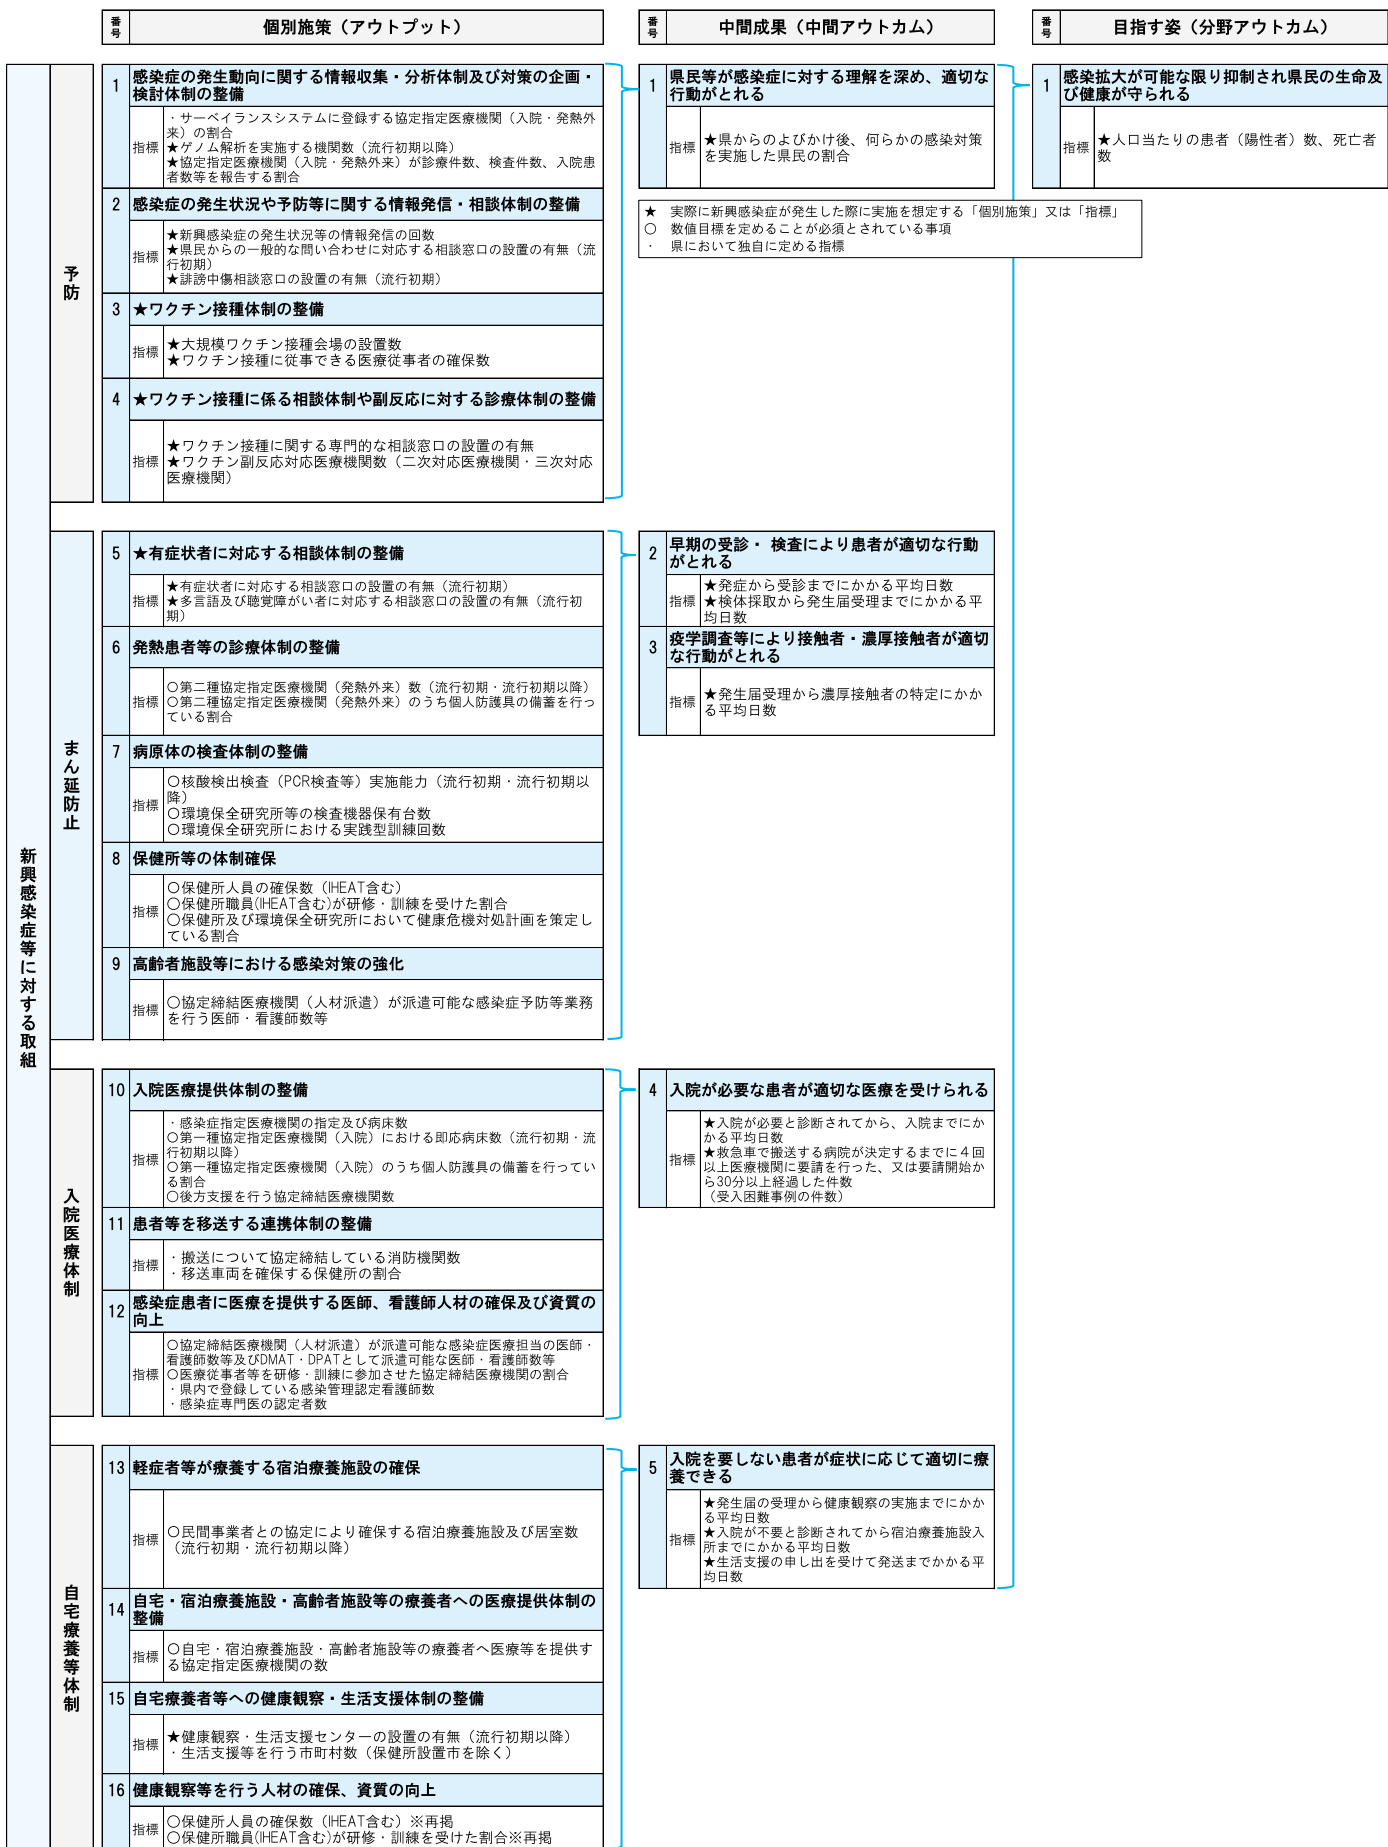 番号
個別施策（アウトプット）
番号
中間成果（中間アウトカム）
番号
目指す姿（分野アウトカム）
新興感染症等に対する取組
予防
1
感染症の発生動向に関する情報収集・分析体制及び対策の企画・
検討体制の整備
指標
・サーベイランスシステムに登録する協定指定医療機関（入院・発熱外
来）の割合
★ゲノム解析を実施する機関数（流行初期以降）
★協定指定医療機関（入院・発熱外来）が診療件数、検査件数、入院患
者数等を報告する割合
2
感染症の発生状況や予防等に関する情報発信・相談体制の整備
指標
★新興感染症の発生状況等の情報発信の回数
★県民からの一般的な問い合わせに対応する相談窓口の設置の有無（流
行初期）
★誹謗中傷相談窓口の設置の有無（流行初期）
3
★ワクチン接種体制の整備
指標
★大規模ワクチン接種会場の設置数
★ワクチン接種に従事できる医療従事者の確保数
4
★ワクチン接種に係る相談体制や副反応に対する診療体制の整備
指標
★ワクチン接種に関する専門的な相談窓口の設置の有無
★ワクチン副反応対応医療機関数（二次対応医療機関・三次対応
医療機関）
1
県民等が感染症に対する理解を深め、適切な
行動がとれる
指標
★県からのよびかけ後、何らかの感染対策
を実施した県民の割合
1
感染拡大が可能な限り抑制され県民の生命及
び健康が守られる
指標
★人口当たりの患者（陽性者）数、死亡者
数
★ 実際に新興感染症が発生した際に実施を想定する「個別施策」又は「指標」
○ 数値目標を定めることが必須とされている事項
・ 県において独自に定める指標
まん延防止
5
★有症状者に対応する相談体制の整備
指標
★有症状者に対応する相談窓口の設置の有無（流行初期）
★多言語及び聴覚障がい者に対応する相談窓口の設置の有無（流行初
期）
6
発熱患者等の診療体制の整備
指標
○第二種協定指定医療機関（発熱外来）数（流行初期・流行初期以降）
○第二種協定指定医療機関（発熱外来）のうち個人防護具の備蓄を行っ
ている割合
7
病原体の検査体制の整備
指標
○核酸検出検査（PCR検査等）実施能力（流行初期・流行初期以
降）
○環境保全研究所等の検査機器保有台数
○環境保全研究所における実践型訓練回数
8
保健所等の体制確保
指標
○保健所人員の確保数（IHEAT含む）
○保健所職員(IHEAT含む)が研修・訓練を受けた割合
○保健所及び環境保全研究所において健康危機対処計画を策定し
ている割合
9
高齢者施設等における感染対策の強化
指標
○協定締結医療機関（人材派遣）が派遣可能な感染症予防等業務
を行う医師・看護師数等
2
早期の受診・ 検査により患者が適切な行動
がとれる
指標
★発症から受診までにかかる平均日数
★検体採取から発生届受理までにかかる平
均日数
3
疫学調査等により接触者・濃厚接触者が適切
な行動がとれる
指標
★発生届受理から濃厚接触者の特定にかか
る平均日数
入院医療体制
10
入院医療提供体制の整備
指標
・感染症指定医療機関の指定及び病床数
○第一種協定指定医療機関（入院）における即応病床数（流行初期・流
行初期以降）
○第一種協定指定医療機関（入院）のうち個人防護具の備蓄を行ってい
る割合
○後方支援を行う協定締結医療機関数
11
患者等を移送する連携体制の整備
指標
・搬送について協定締結している消防機関数
・移送車両を確保する保健所の割合
12
感染症患者に医療を提供する医師、看護師人材の確保及び資質の
向上
指標
○協定締結医療機関（人材派遣）が派遣可能な感染症医療担当の医師・
看護師数等及びDMAT・DPATとして派遣可能な医師・看護師数等
○医療従事者等を研修・訓練に参加させた協定締結医療機関の割合
・県内で登録している感染管理認定看護師数
・感染症専門医の認定者数
4
入院が必要な患者が適切な医療を受けられる
指標
★入院が必要と診断されてから、入院までにか
かる平均日数
★救急車で搬送する病院が決定するまでに４回
以上医療機関に要請を行った、又は要請開始か
ら30分以上経過した件数
（受入困難事例の件数）
自宅療養等体制
13
軽症者等が療養する宿泊療養施設の確保
指標
○民間事業者との協定により確保する宿泊療養施設及び居室数
（流行初期・流行初期以降）
14
自宅・宿泊療養施設・高齢者施設等の療養者への医療提供体制の
整備
指標
○自宅・宿泊療養施設・高齢者施設等の療養者へ医療等を提供す
る協定指定医療機関の数
15
自宅療養者等への健康観察・生活支援体制の整備
指標
★健康観察・生活支援センターの設置の有無（流行初期以降）
・生活支援等を行う市町村数（保健所設置市を除く）
16
健康観察等を行う人材の確保、資質の向上
指標
○保健所人員の確保数（IHEAT含む）※再掲
○保健所職員(IHEAT含む)が研修・訓練を受けた割合※再掲
5
入院を要しない患者が症状に応じて適切に療
養できる
指標
★発生届の受理から健康観察の実施までにかか
る平均日数
★入院が不要と診断されてから宿泊療養施設入
所までにかかる平均日数
★生活支援の申し出を受けて発送までかかる平
均日数